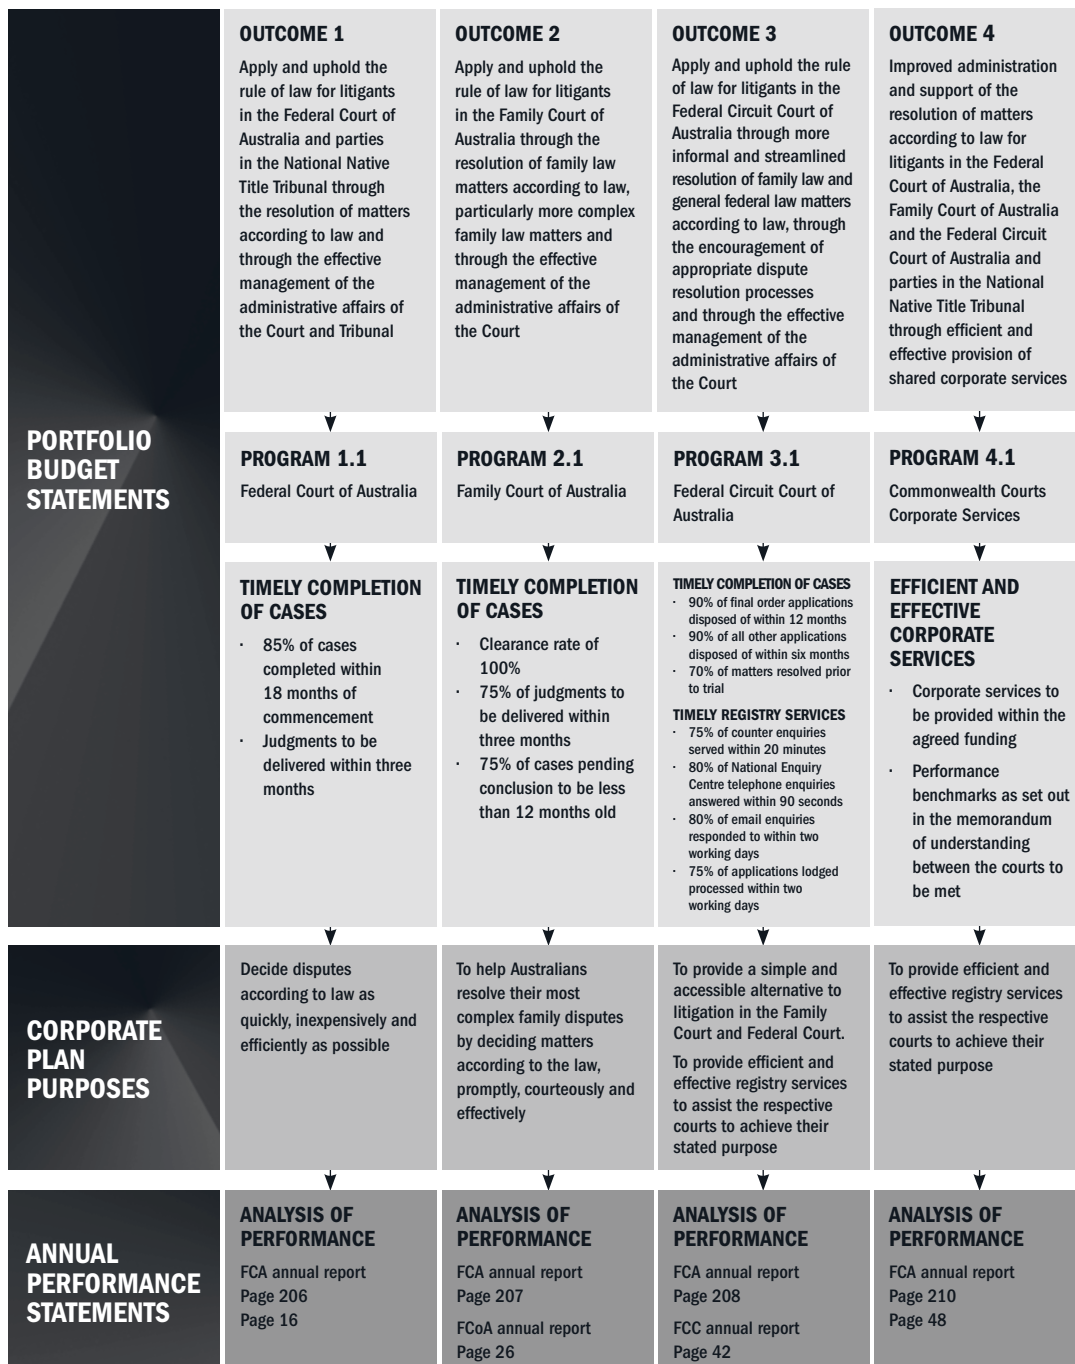 PORTFOLIO
BUDGET
STATEMENTS
OUTCOME 1
Apply and uphold the
rule of law for litigants
in the Federal Court of
Australia and parties
in the National Native
Title Tribunal through
the resolution of matters
according to law and
through the effective
management of the
administrative affairs of
the Court and Tribunal
OUTCOME 2
Apply and uphold the
rule of law for litigants
in the Family Court of
Australia through the
resolution of family law
matters according to law,
particularly more complex
family law matters and
through the effective
management of the
administrative affairs of
the Court
OUTCOME 3
Apply and uphold the rule
of law for litigants in the
Federal Circuit Court of
Australia through more
informal and streamlined
resolution of family law and
general federal law matters
according to law, through
the encouragement of
appropriate dispute
resolution processes
and through the effective
management of the
administrative affairs of
the Court
OUTCOME 4
Improved administration
and support of the
resolution of matters
according to law for
litigants in the Federal
Court of Australia, the
Family Court of Australia
and the Federal Circuit
Court of Australia and
parties in the National
Native Title Tribunal
through efficient and
effective provision of
shared corporate services
PROGRAM 1.1
Federal Court of Australia
PROGRAM 2.1
Family Court of Australia
PROGRAM 3.1
Federal Circuit Court of
Australia
PROGRAM 4.1
Commonwealth Courts
Corporate Services
TIMELY COMPLETION
OF CASES
· 85% of cases
completed within
18 months of
commencement
· Judgments to be
delivered within three
months
TIMELY COMPLETION
OF CASES
· Clearance rate of
100%
· 75% of judgments to
be delivered within
three months
· 75% of cases pending
conclusion to be less
than 12 months old
TIMELY COMPLETION OF CASES
· 90% of final order applications
disposed of within 12 months
· 90% of all other applications
disposed of within six months
· 70% of matters resolved prior
to trial
TIMELY REGISTRY SERVICES
· 75% of counter enquiries
served within 20 minutes
· 80% of National Enquiry
Centre telephone enquiries
answered within 90 seconds
· 80% of email enquiries
responded to within two
working days
· 75% of applications lodged
processed within two
working days
EFFICIENT AND
EFFECTIVE
CORPORATE
SERVICES
· Corporate services to
be provided within the
agreed funding
· Performance
benchmarks as set out
in the memorandum
of understanding
between the courts to
be met
CORPORATE
PLAN
PURPOSES
Decide disputes
according to law as
quickly, inexpensively and
efficiently as possible
To help Australians
resolve their most
complex family disputes
by deciding matters
according to the law,
promptly, courteously and
effectively
To provide a simple and
accessible alternative to
litigation in the Family
Court and Federal Court.
To provide efficient and
effective registry services
to assist the respective
courts to achieve their
stated purpose
To provide efficient and
effective registry services
to assist the respective
courts to achieve their
stated purpose
ANNUAL
PERFORMANCE
STATEMENTS
ANALYSIS OF
PERFORMANCE
FCA annual report
Page 206
Page 16
ANALYSIS OF
PERFORMANCE
FCA annual report
Page 207
FCoA annual report
Page 26
ANALYSIS OF
PERFORMANCE
FCA annual report
Page 208
FCC annual report
Page 42
ANALYSIS OF
PERFORMANCE
FCA annual report
Page 210
Page 48